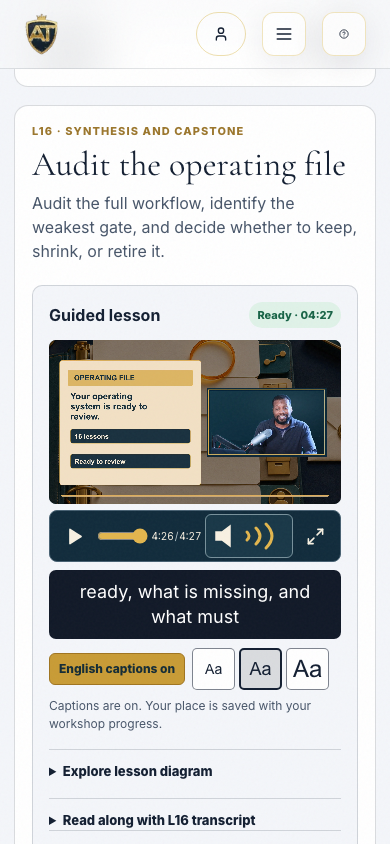 AT
L16 · SYNTHESIS AND CAPSTONE
Audit the operating file
Audit the full workflow, identify the
weakest gate, and decide whether to keep,
shrink, or retire it.
Guided lesson
Ready · 04:27
OPERATING FILE
Your operating
system is ready to
review.
16 lessons
Ready to review
4:26/4:27
ready, what is missing, and
what must
English captions on
Aa
Aa
Aa
Captions are on. Your place is saved with your
workshop progress.
Explore lesson diagram
Read along with L16 transcript